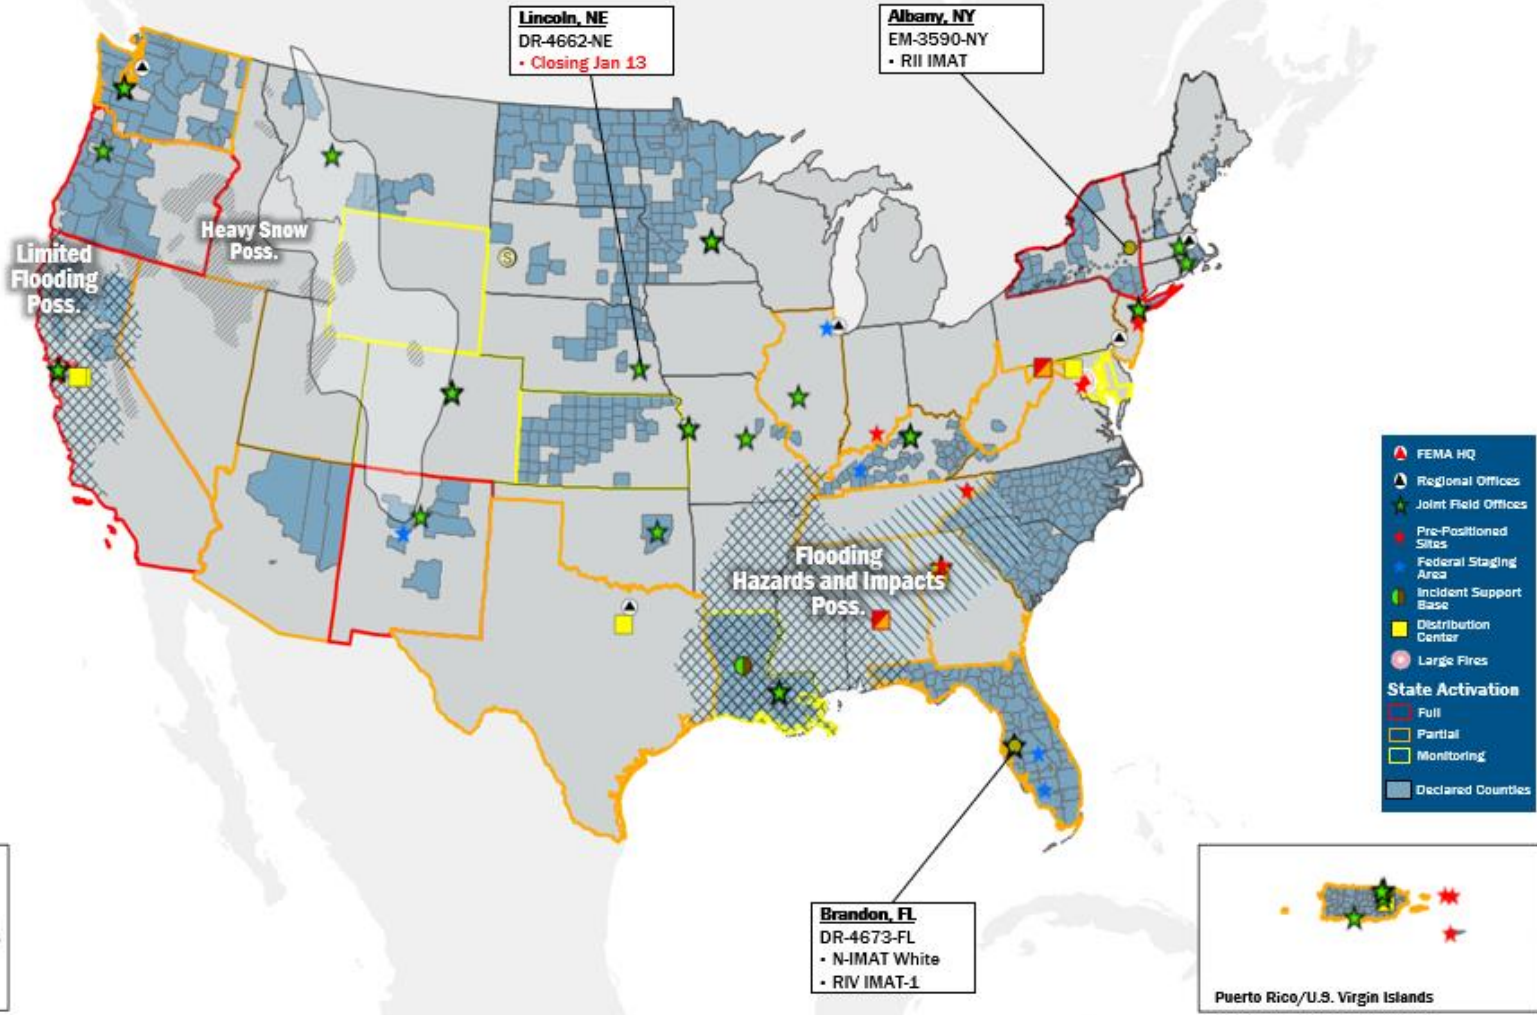 Lincoln, NE
DR-4662-NE
• Closing Jan 13
Albany, NY
EM-3590-NY
• RII IMAT
Heavy Snow
Poss.
Limited
Flooding
Poss.
S
Flooding
Hazards and Impacts
Poss.
FEMA HQ
Regional Offices
Joint Field Offices
Pre-Positioned
Sites
Federal Staging
Area
Incident Support
Base
Distribution
Center
Large Fires
State Activation
Full
Partial
Monitoring
Declared Counties
Brandon, FL
DR-4673-FL
• N-IMAT White
• RIV IMAT-1
Puerto Rico/U.S. Virgin Islands